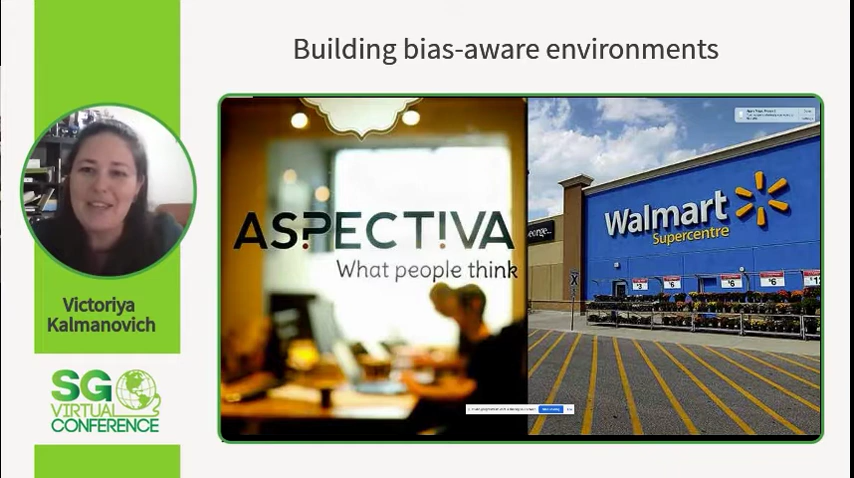 Building bias-aware environments
ASPECTIVA
What people think
Walmart
Supercentre
Victoriya
Kalmanovich
SG
VIRTUAL
CONFERENCE